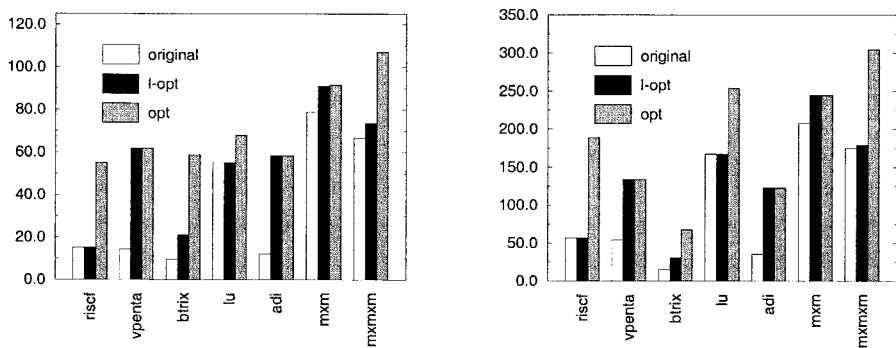 120.0
100.0
80.0
60.0
40.0
20.0
0.0
original
l-opt
opt
riscf
vpenta
btrix
lu
adi
mxm
mxmxm
350.0
300.0
250.0
200.0
150.0
100.0
50.0
0.0
original
l-opt
opt
riscf
vpenta
btrix
lu
adi
mxm
mxmxm